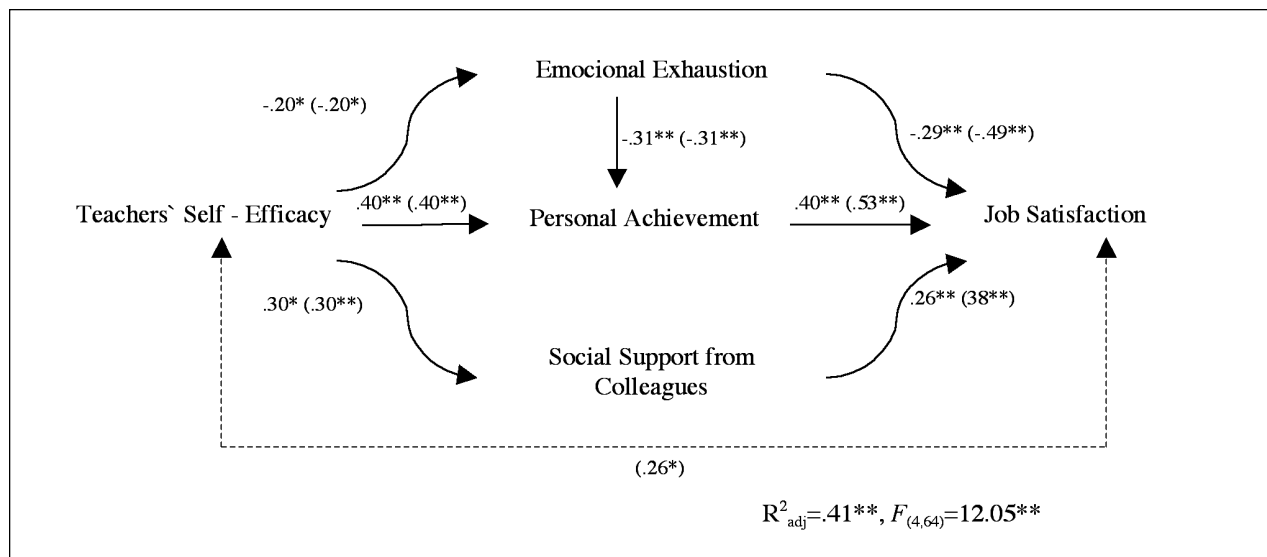 Emocional Exhaustion
-.20* (-.20*)
-.29** (-.49**)
-.31** (-.31**)
Teachers` Self - Efficacy
.40** (.40**)
Personal Achievement
.40** (.53**)
Job Satisfaction
.30* (.30**)
.26** (38**)
Social Support from
Colleagues
(.26*)
R²adj=.41**, F(4,64)=12.05**